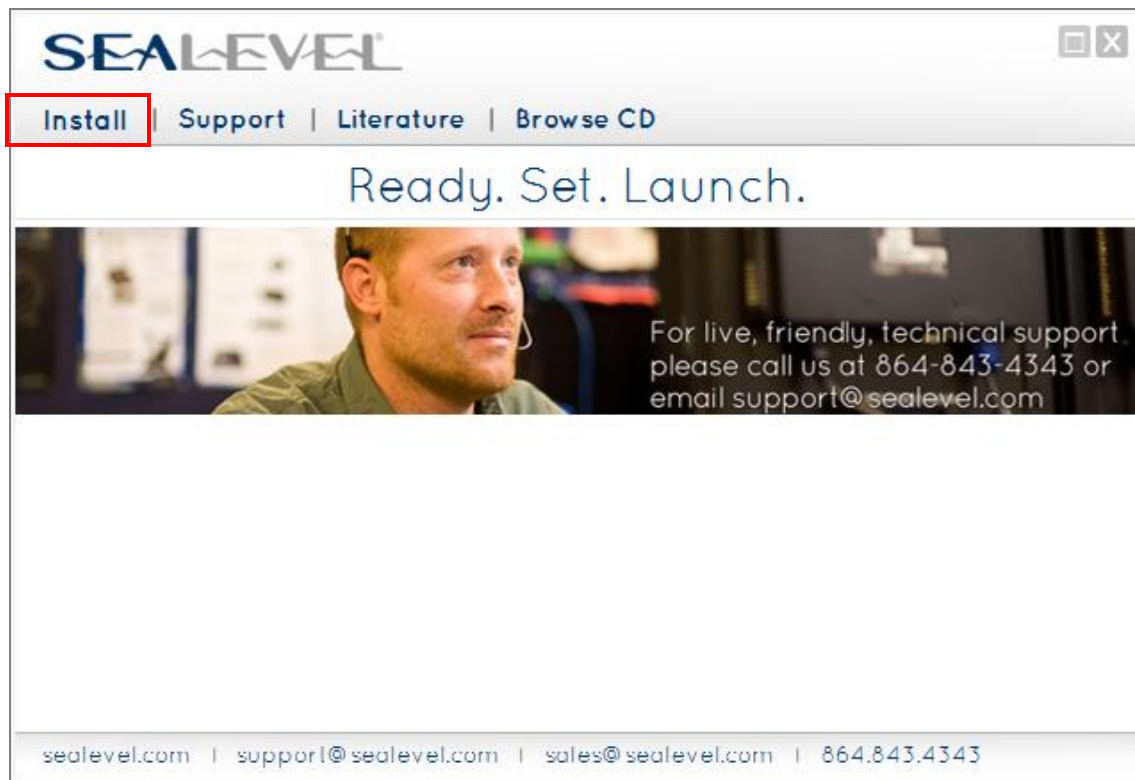 SEALEVEL
Install | Support | Literature | Browse CD
Ready. Set. Launch.
For live, friendly, technical support
please call us at 864-843-4343 or
email support@sealevel.com
sealevel.com | support@sealevel.com | sales@sealevel.com | 864.843.4343